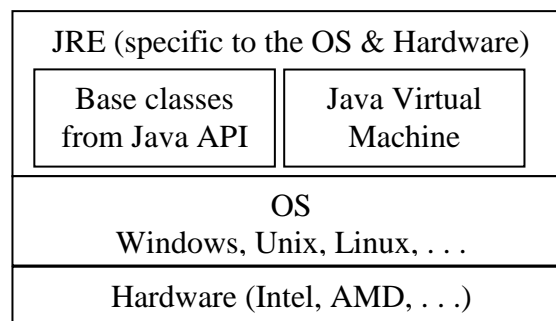 JRE (specific to the OS & Hardware)
Base classes
from Java API
Java Virtual
Machine
OS
Windows, Unix, Linux, . . .
Hardware (Intel, AMD, . . .)